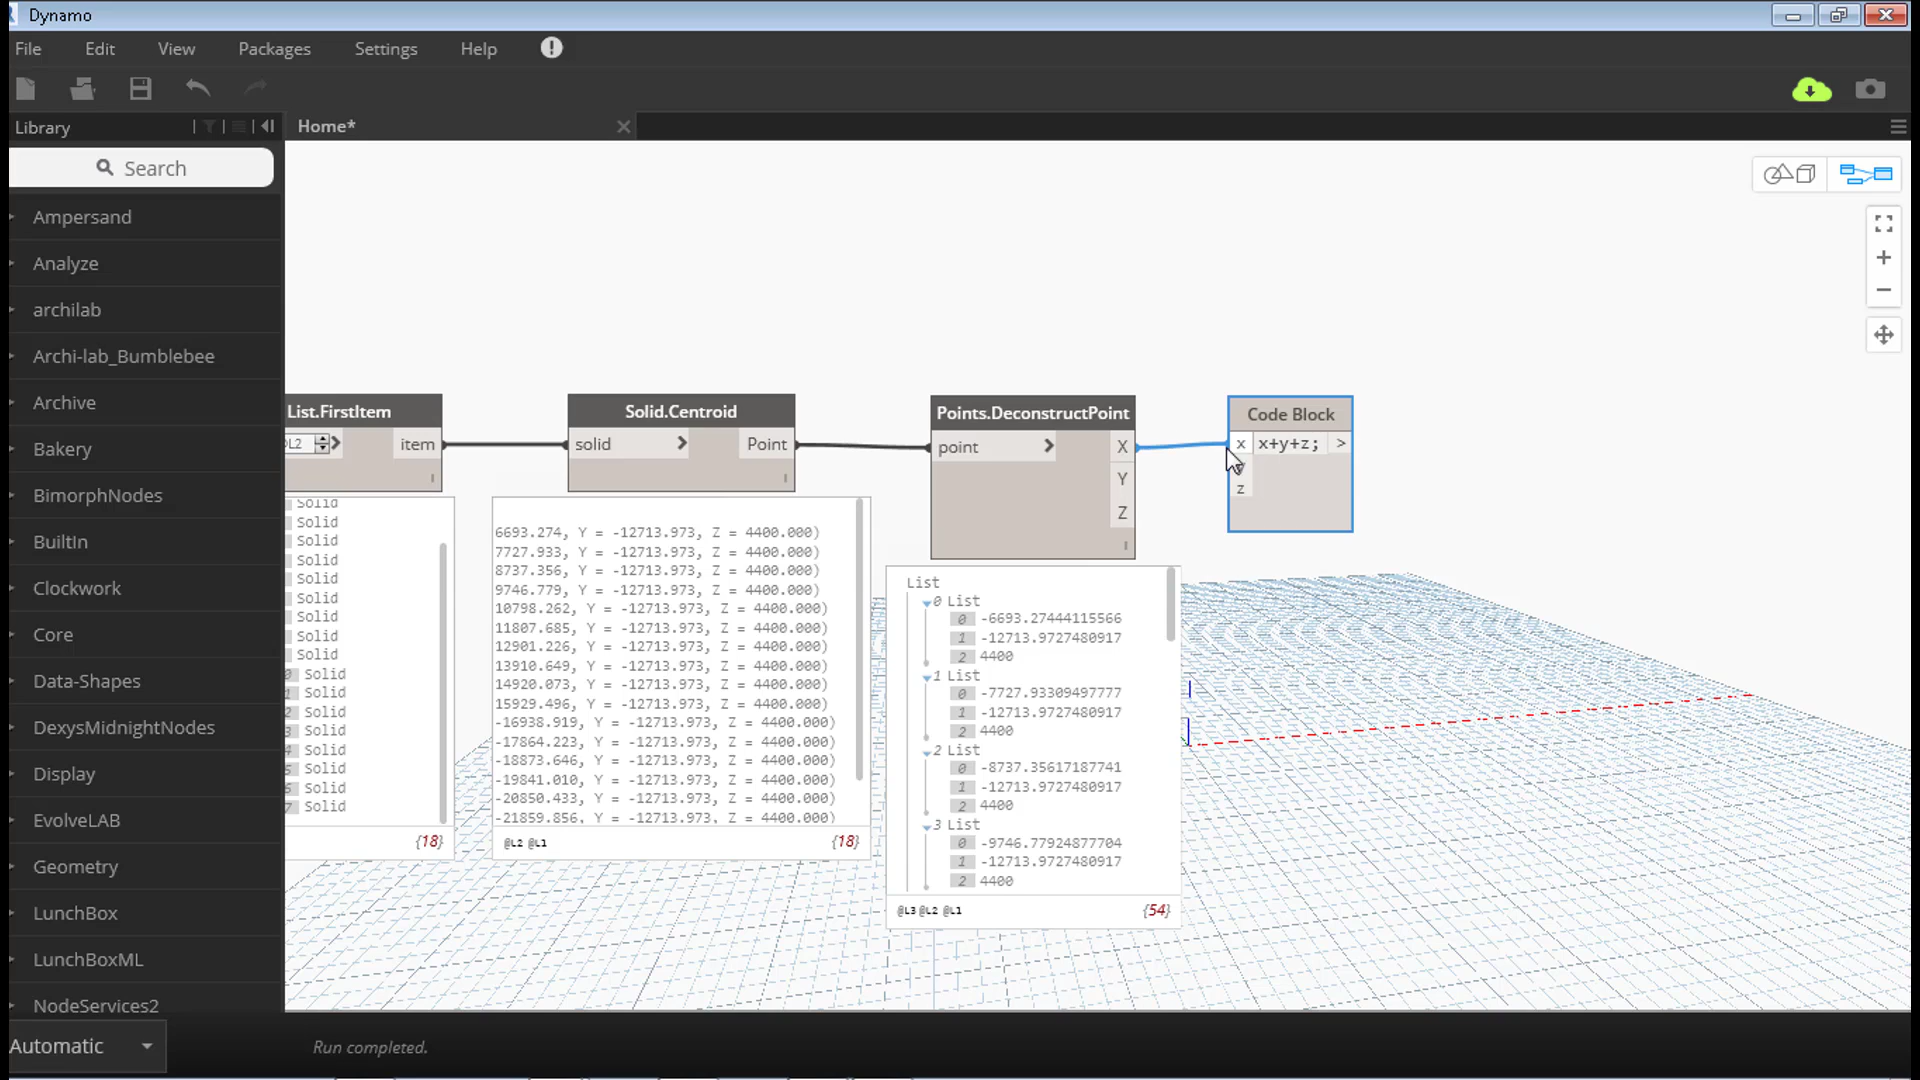 Dynamo
File Edit View Packages Settings Help
Library
Home*
Search
Ampersand
Analyze
archilab
Archi-lab_Bumblebee
Archive
Bakery
BimorphNodes
BuiltIn
Clockwork
Core
Data-Shapes
DexysMidnightNodes
Display
EvolveLAB
Geometry
LunchBox
LunchBoxML
NodeServices2
Automatic
Run completed.
List.FirstItem
L2 > item
Solid
Solid
Solid
Solid
Solid
Solid
Solid
Solid
Solid
0 Solid
1 Solid
2 Solid
3 Solid
4 Solid
5 Solid
6 Solid
7 Solid
{18}
Solid.Centroid
solid > Point
6693.274, Y = -12713.973, Z = 4400.000)
7727.933, Y = -12713.973, Z = 4400.000)
8737.356, Y = -12713.973, Z = 4400.000)
9746.779, Y = -12713.973, Z = 4400.000)
10798.262, Y = -12713.973, Z = 4400.000)
11807.685, Y = -12713.973, Z = 4400.000)
12901.226, Y = -12713.973, Z = 4400.000)
13910.649, Y = -12713.973, Z = 4400.000)
14920.073, Y = -12713.973, Z = 4400.000)
15929.496, Y = -12713.973, Z = 4400.000)
-16938.919, Y = -12713.973, Z = 4400.000)
-17864.223, Y = -12713.973, Z = 4400.000)
-18873.646, Y = -12713.973, Z = 4400.000)
-19841.010, Y = -12713.973, Z = 4400.000)
-20850.433, Y = -12713.973, Z = 4400.000)
-21859.856, Y = -12713.973, Z = 4400.000)
@L2 @L1 {18}
Points.DeconstructPoint
point > X
Y
Z
List
0 List
0 -6693.27444115566
1 -12713.9727480917
2 4400
1 List
0 -7727.93309497777
1 -12713.9727480917
2 4400
2 List
0 -8737.35617187741
1 -12713.9727480917
2 4400
3 List
0 -9746.77924877704
1 -12713.9727480917
2 4400
@L3 @L2 @L1 {54}
Code Block
x x+y+z; >
z